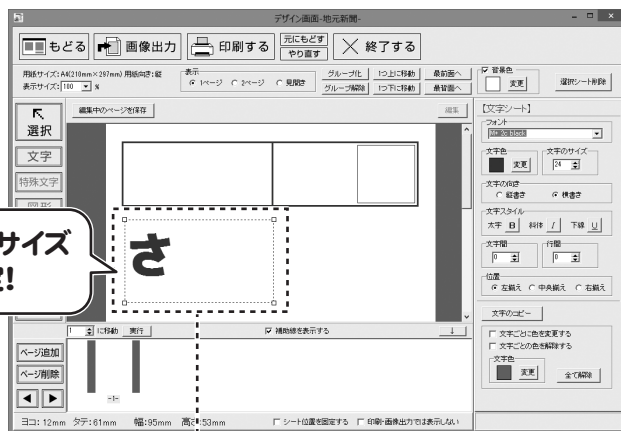 デザイン画面-地元新聞-
もどる
画像出力
印刷する
元にもどす
やり直す
終了する
用紙サイズ:A4(210mm×297mm) 用紙向き:縦
表示サイズ: 100 %
表示
1ページ 2ページ 見開き
グループ化 1つ上に移動 最前面へ
グループ解除 1つ下に移動 最背面へ
背景色
変更
選択シート削除
選択
文字
特殊文字
図形
編集中のページを保存
編集
サイズ
!
さ
【文字シート】
フォント
文字色
変更
文字のサイズ
24
文字の向き
縦書き 横書き
文字スタイル
太字 B 斜体 I 下線 U
文字間
0
行間
0
位置
左揃え 中央揃え 右揃え
文字のコピー
文字ごとに色を変更する
文字ごとの色を解除する
文字色
変更
全て解除
1 に移動 実行
補助線を表示する
↓
ページ追加
ページ削除
-1-
ヨコ: 12mm タテ:61mm 幅:95mm 高さ:53mm
シート位置を固定する
印刷・画像出力では表示しない